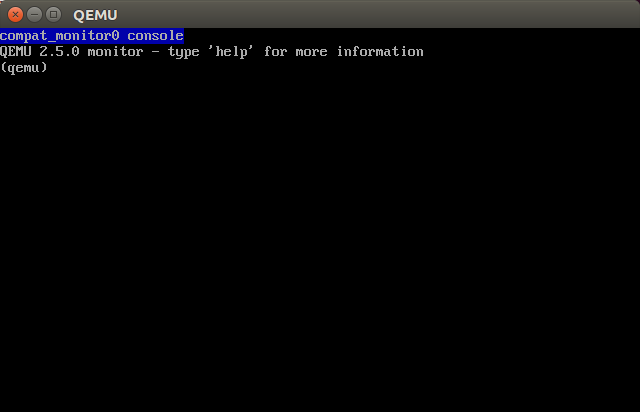 QEMU
compat_monitor0 console
QEMU 2.5.0 monitor - type 'help' for more information
(qemu)